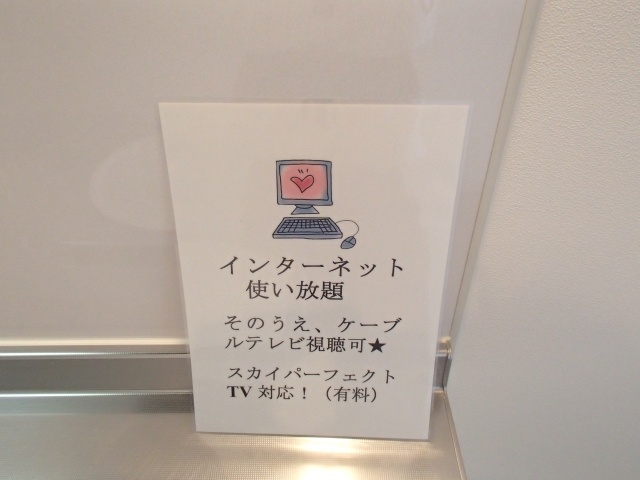 インターネット
使い放題
そのうえ、ケーブ
ルテレビ視聴可★
スカイパーフェクト
TV 対応！（有料）